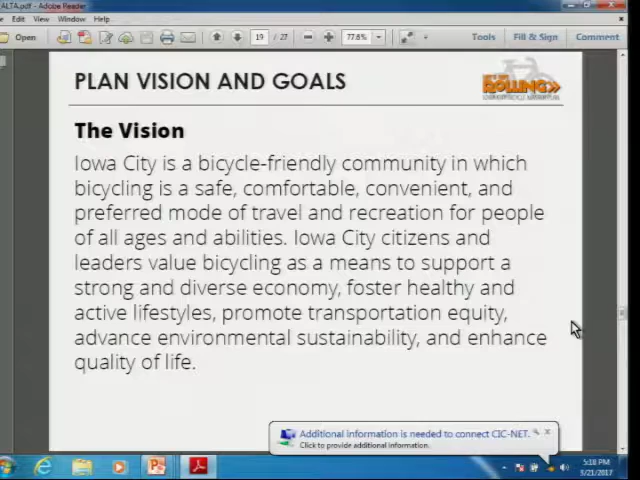 ALTA.pdf - Adobe Reader
Edit View Window Help
Open 19 / 27 77.6% Tools Fill & Sign Comment
PLAN VISION AND GOALS
ROLLING
The Vision
Iowa City is a bicycle-friendly community in which
bicycling is a safe, comfortable, convenient, and
preferred mode of travel and recreation for people
of all ages and abilities. Iowa City citizens and
leaders value bicycling as a means to support a
strong and diverse economy, foster healthy and
active lifestyles, promote transportation equity,
advance environmental sustainability, and enhance
quality of life.
Additional information is needed to connect CIC-NET.
Click to provide additional information.
5:18 PM
3/21/2017